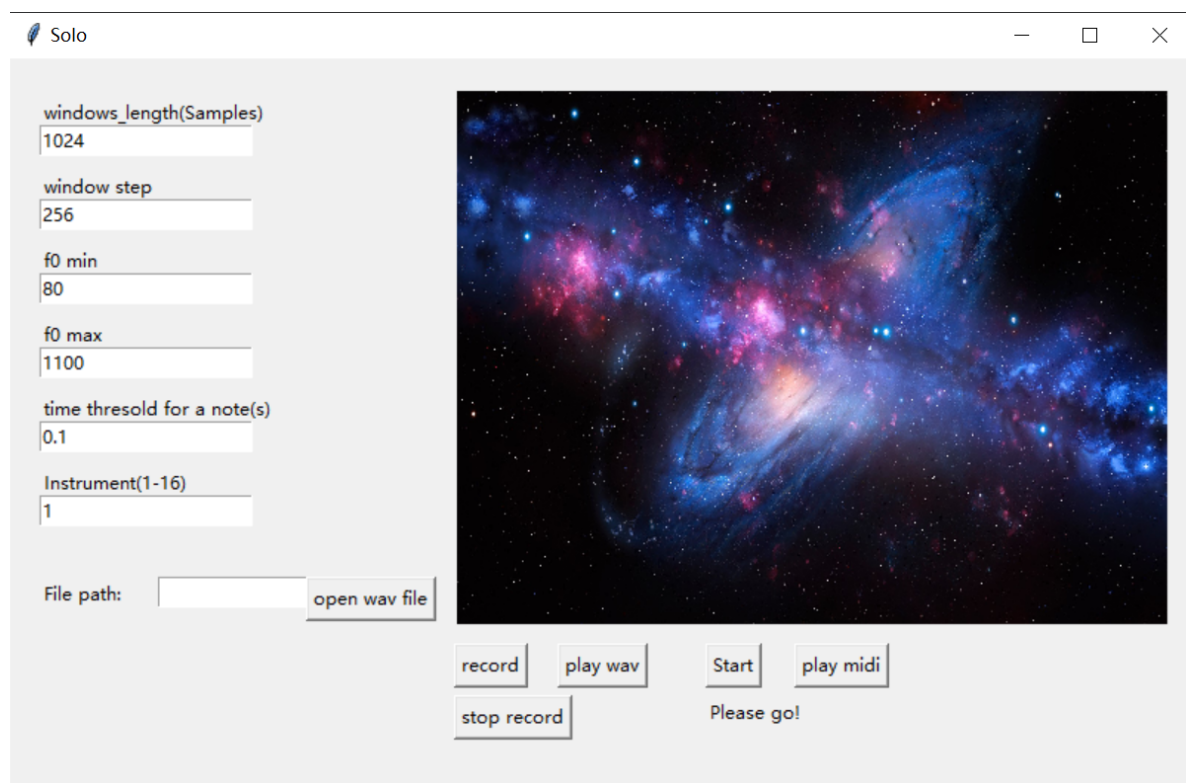 Solo
windows_length(Samples)
1024
window step
256
f0 min
80
f0 max
1100
time thresold for a note(s)
0.1
Instrument(1-16)
1
File path:
open wav file
record
play wav
Start
play midi
stop record
Please go!